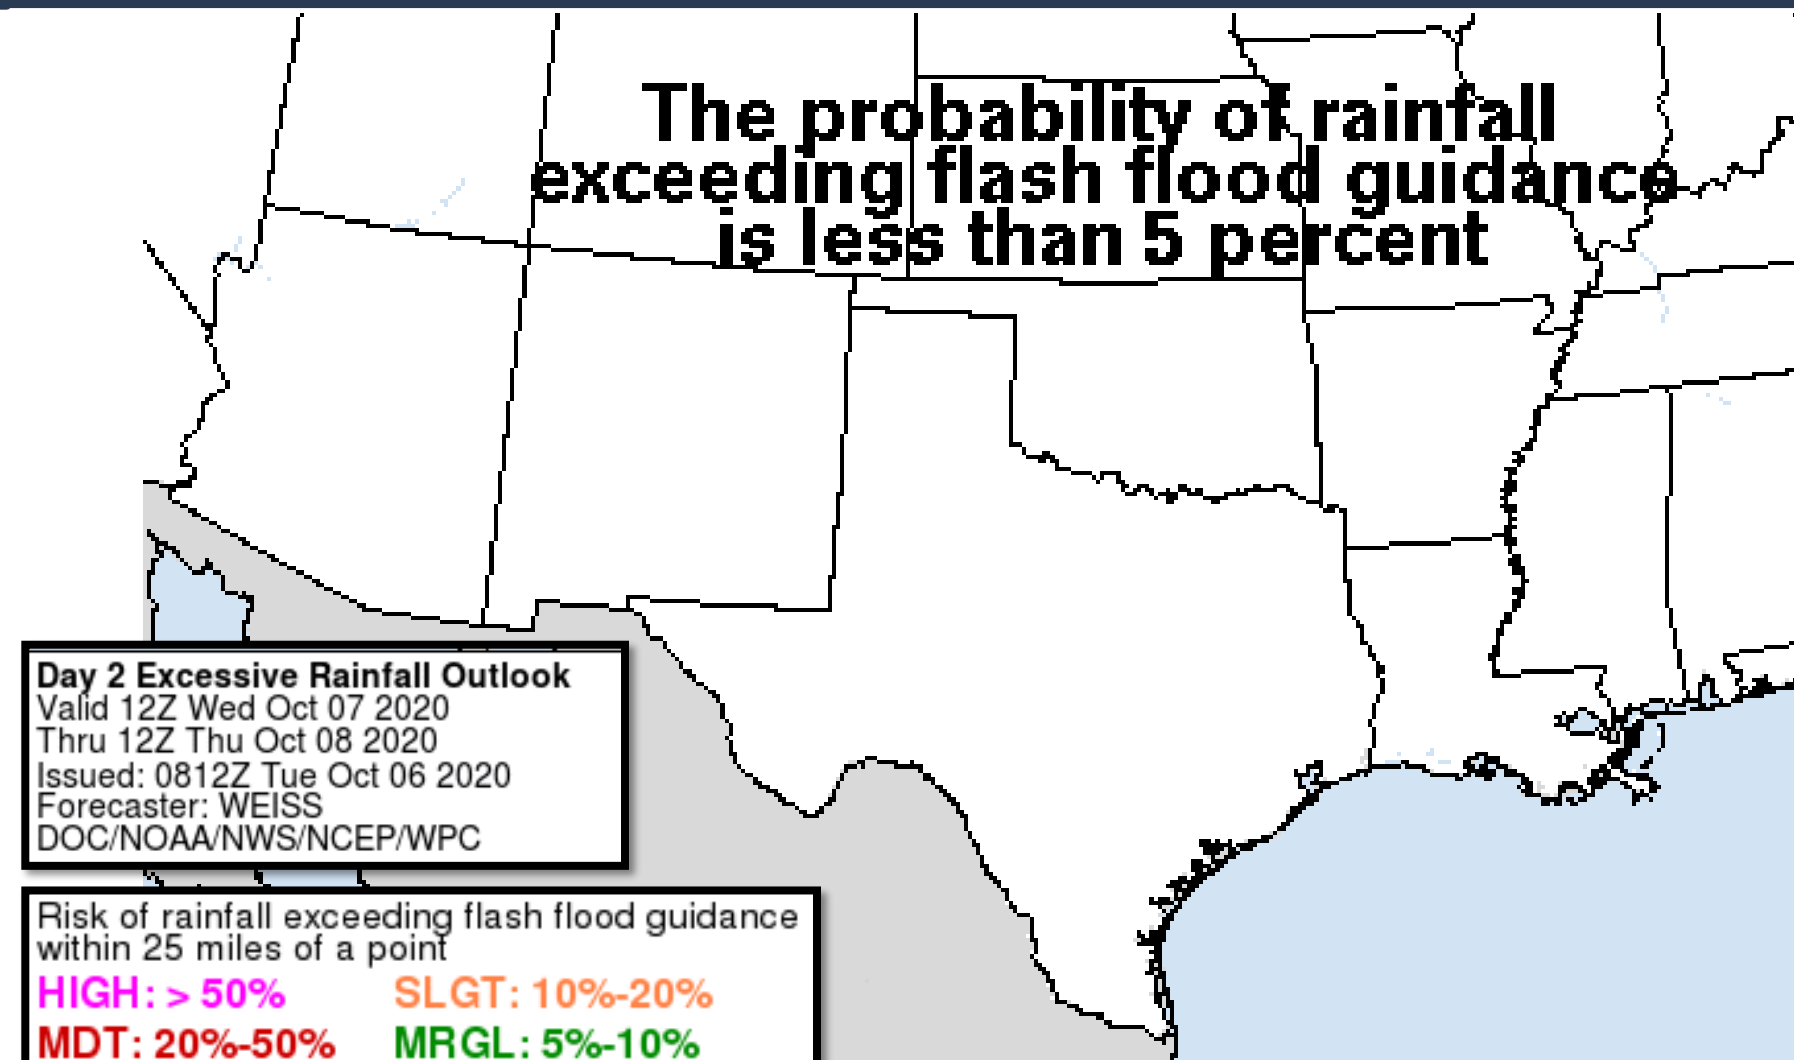 The probability of rainfall
exceeding flash flood guidance
is less than 5 percent
Day 2 Excessive Rainfall Outlook
Valid 12Z Wed Oct 07 2020
Thru 12Z Thu Oct 08 2020
Issued: 0812Z Tue Oct 06 2020
Forecaster: WEISS
DOC/NOAA/NWS/NCEP/WPC
Risk of rainfall exceeding flash flood guidance
within 25 miles of a point
HIGH: > 50% SLGT: 10%-20%
MDT: 20%-50% MRGL: 5%-10%